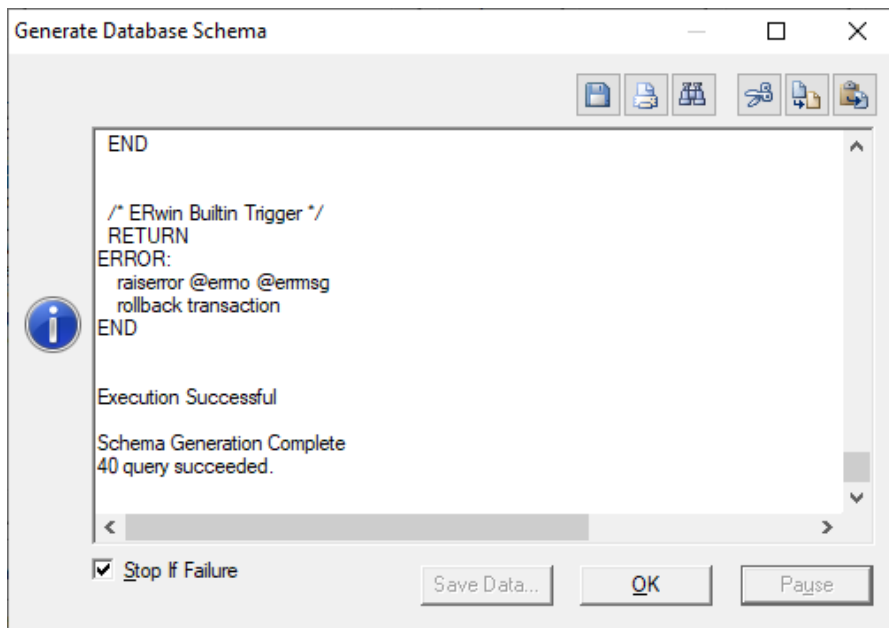 Generate Database Schema
END
/* ERwin Builtin Trigger */
RETURN
ERROR:
raiserror @errno @errmsg
rollback transaction
END
Execution Successful
Schema Generation Complete
40 query succeeded.
Stop If Failure
Save Data...
OK
Pause